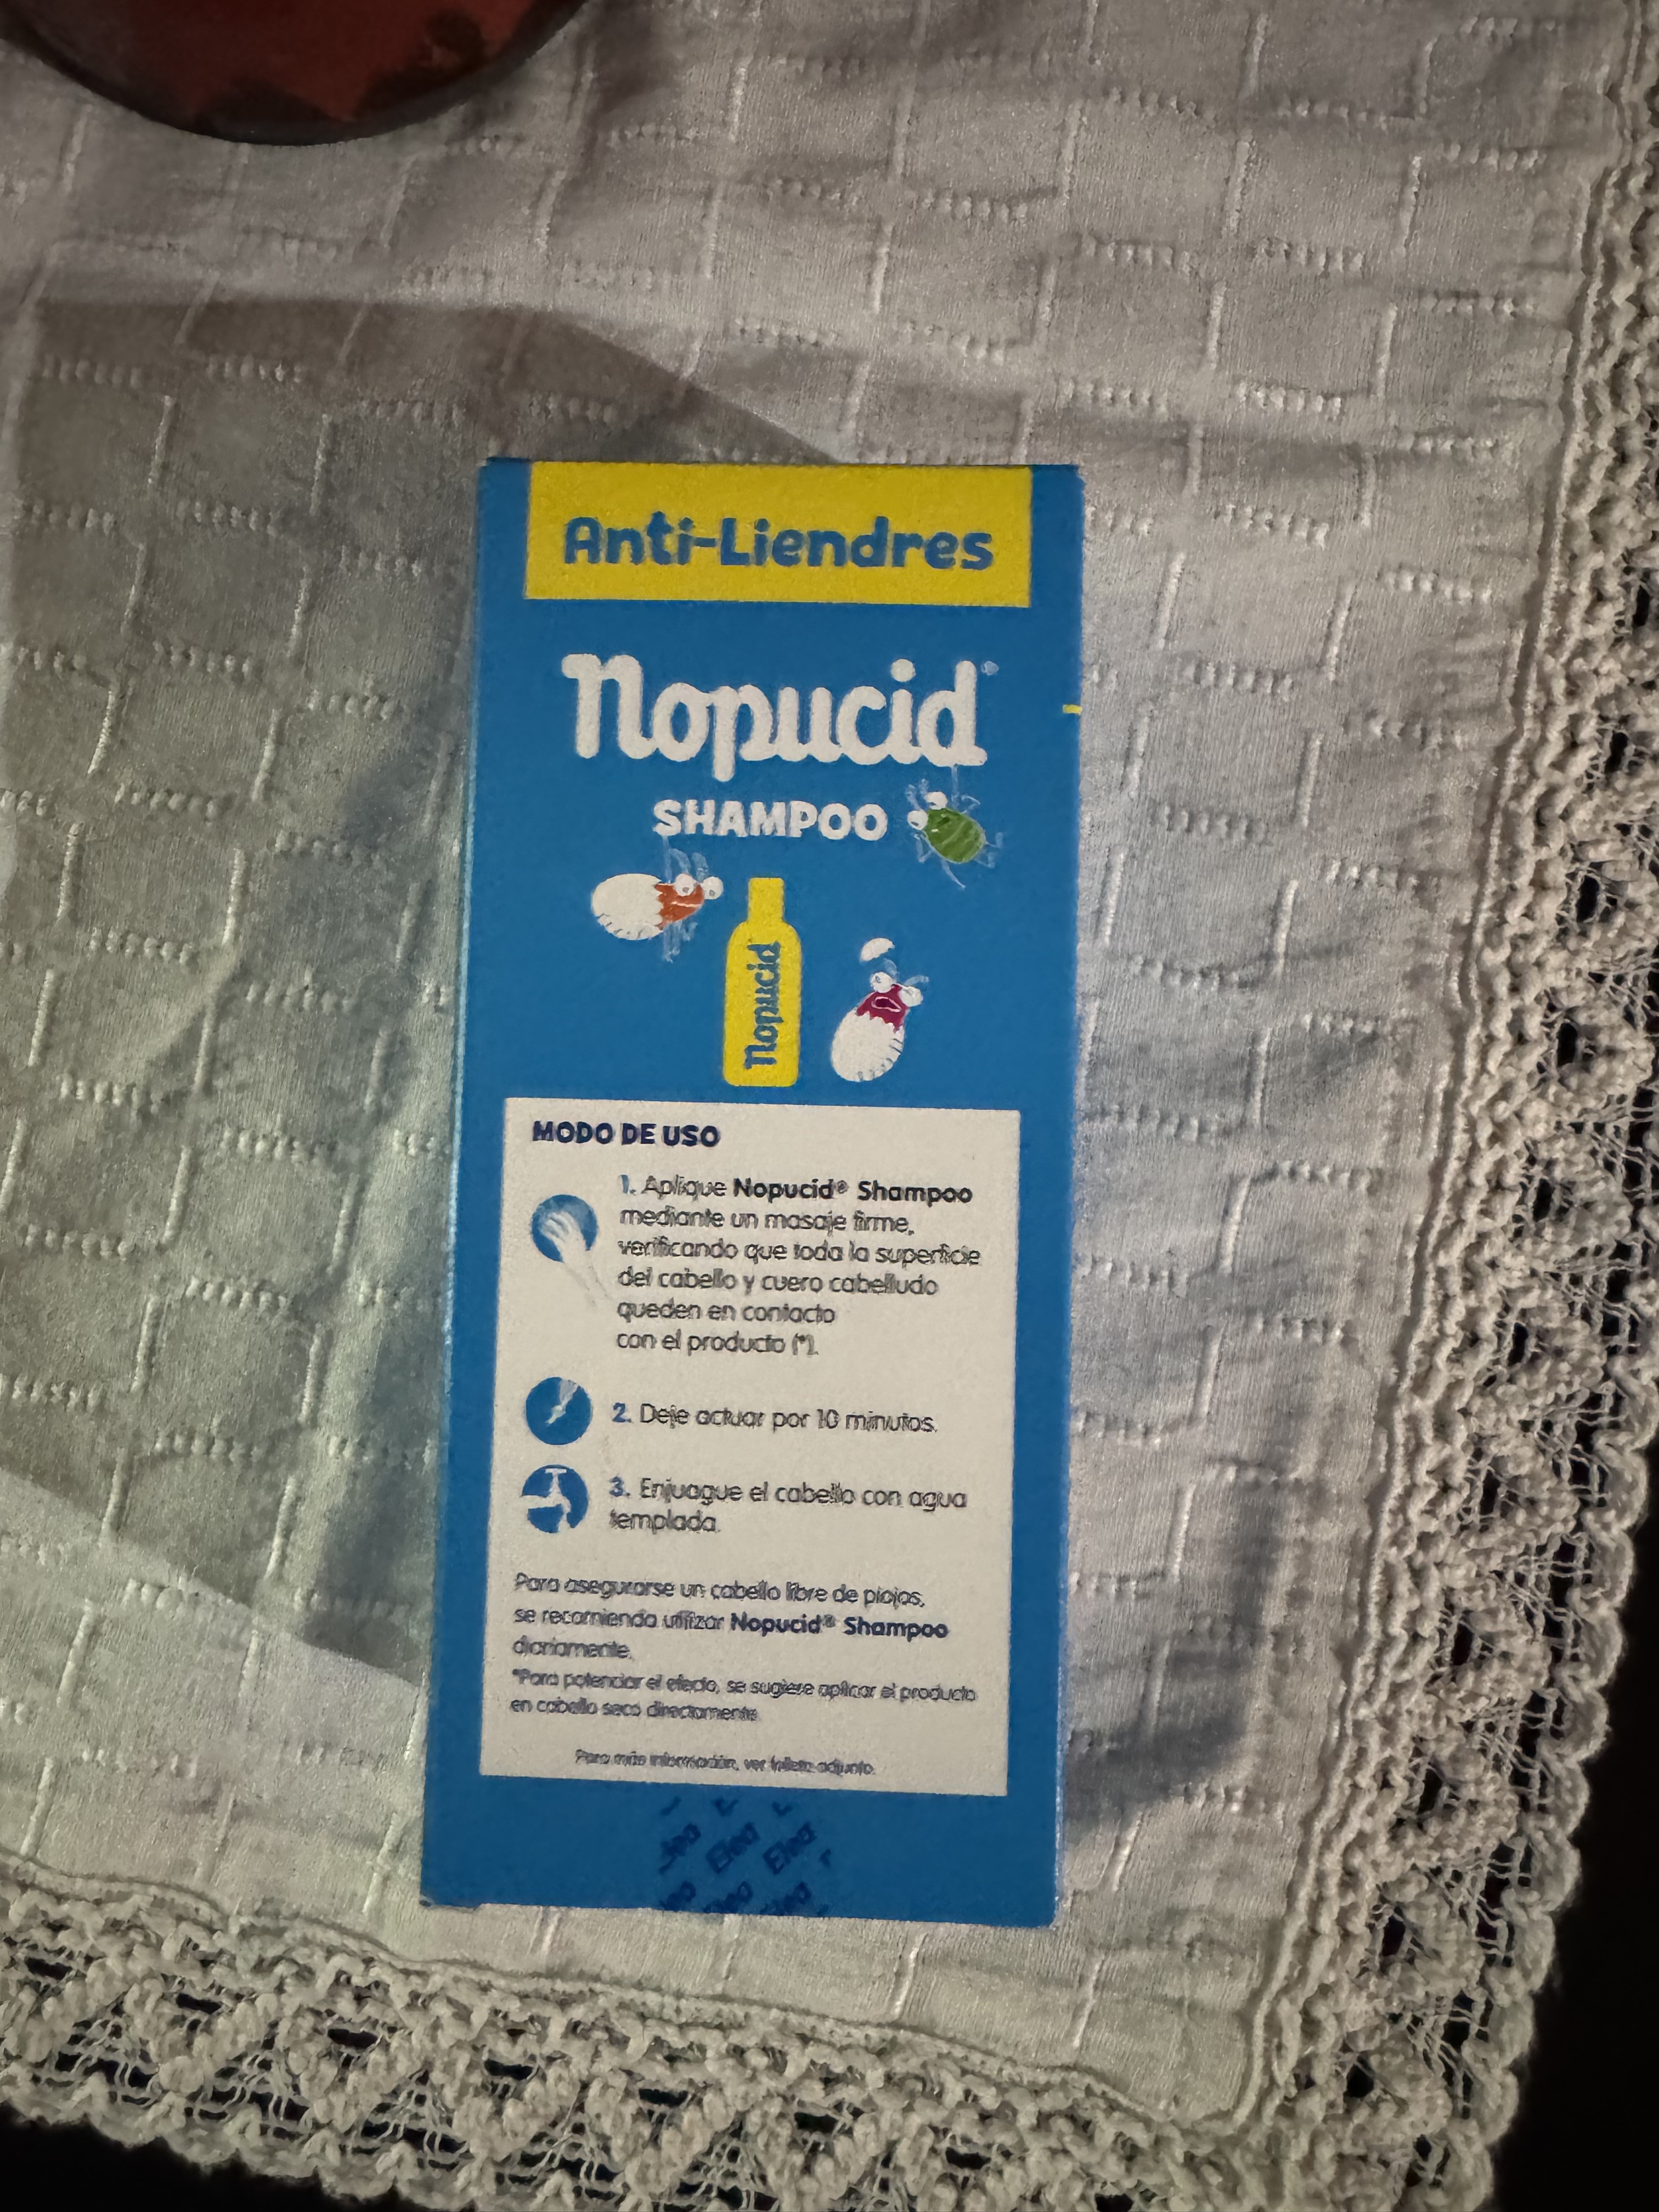 Anti-Liendres
Nopucid®
SHAMPOO
Nopucid
MODO DE USO
1. Aplique Nopucid® Shampoo
mediante un masaje firme,
verificando que toda la superficie
del cabello y cuero cabelludo
queden en contacto
con el producto (*).
2. Deje actuar por 10 minutos.
3. Enjuague el cabello con agua
templada.
Para asegurarse un cabello libre de piojos,
se recomienda utilizar Nopucid® Shampoo
diariamente.
*Para potenciar el efecto, se sugiere aplicar el producto
en cabello seco directamente.
Para más información, ver folleto adjunto.
Elea Elea